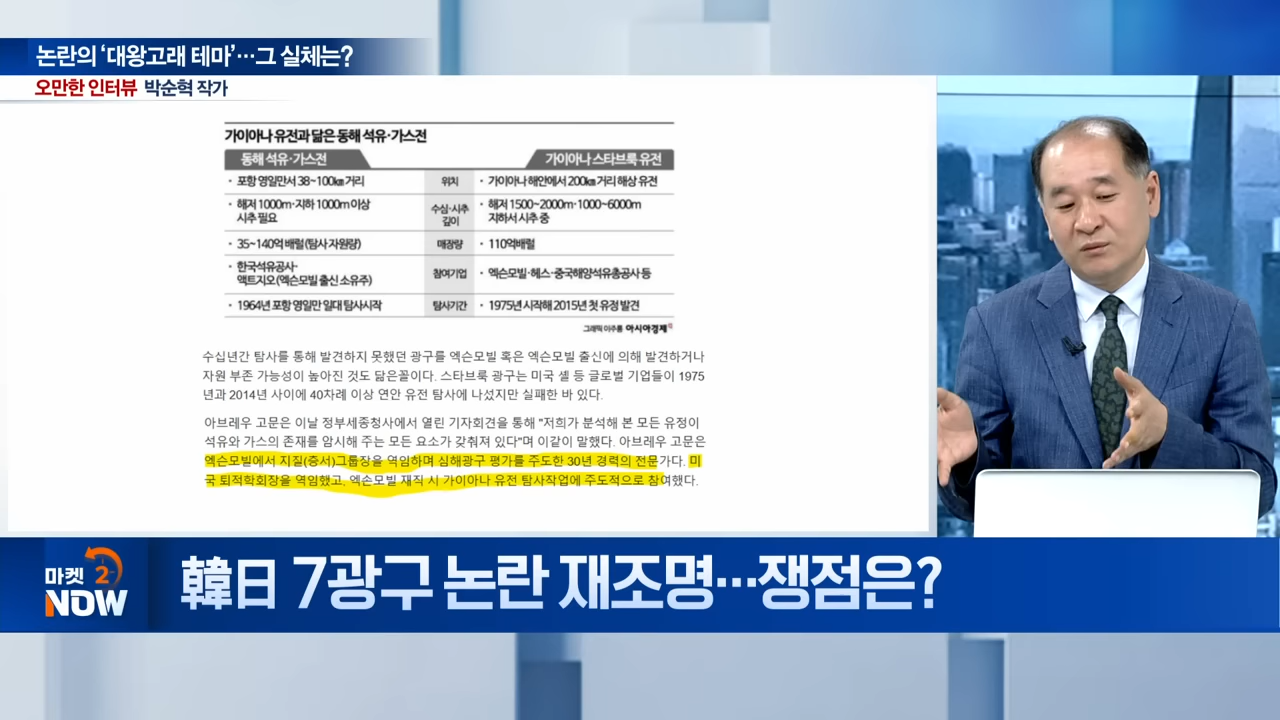 논란의 ‘대왕고래 테마’…그 실체는?
오만한 인터뷰 박순혁 작가
가이아나 유전과 닮은 동해 석유·가스전
동해 석유·가스전 가이아나 스타브룩 유전
· 포항 영일만서 38~100㎞ 거리 위치 · 가이아나 해안에서 200㎞ 거리 해상 유전
· 해저 1000m·지하 1000m 이상 수심·시추 · 해저 1500~2000m·1000~6000m
시추 필요 깊이 지하서 시추 중
· 35~140억 배럴(탐사 자원량) 매장량 · 110억배럴
· 한국석유공사· 참여기업 · 엑슨모빌·헤스·중국해양석유총공사 등
액트지오(엑슨모빌 출신 소유주)
· 1964년 포항 영일만 일대 탐사시작 탐사기간 · 1975년 시작해 2015년 첫 유정 발견
그래픽 이주룡 아시아경제
수십년간 탐사를 통해 발견하지 못했던 광구를 엑슨모빌 혹은 엑슨모빌 출신에 의해 발견하거나
자원 부존 가능성이 높아진 것도 닮은꼴이다. 스타브룩 광구는 미국 셸 등 글로벌 기업들이 1975
년과 2014년 사이에 40차례 이상 연안 유전 탐사에 나섰지만 실패한 바 있다.
아브레우 고문은 이날 정부세종청사에서 열린 기자회견을 통해 "저희가 분석해 본 모든 유정이
석유와 가스의 존재를 암시해 주는 모든 요소가 갖춰져 있다"며 이같이 말했다. 아브레우 고문은
엑슨모빌에서 지질(층서)그룹장을 역임하며 심해광구 평가를 주도한 30년 경력의 전문가다. 미
국 퇴적학회장을 역임했고, 엑손모빌 재직 시 가이아나 유전 탐사작업에 주도적으로 참여했다.
마켓 2
NOW
韓日 7광구 논란 재조명…쟁점은?